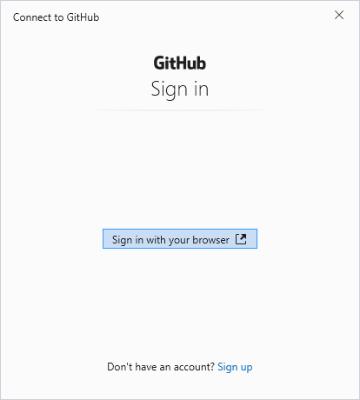 Connect to GitHub
GitHub
Sign in
Sign in with your browser
Don't have an account? Sign up